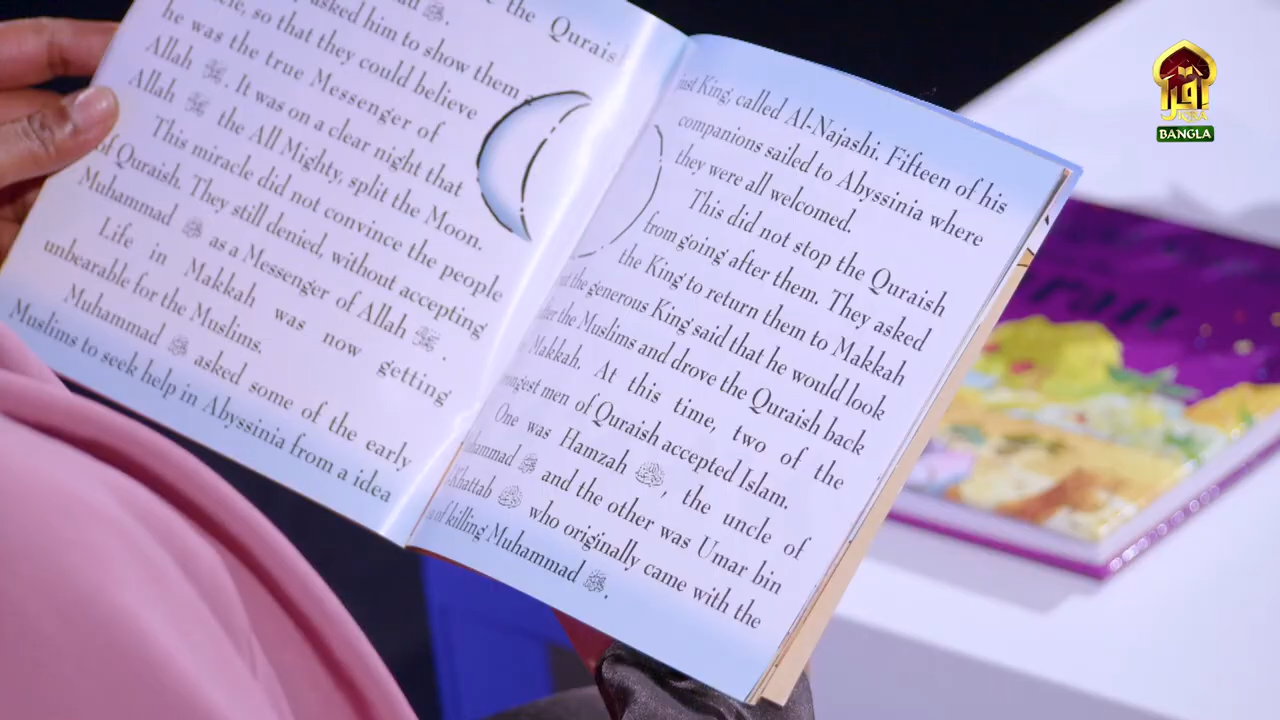 the Qurais
asked him to show them
so that they could believe
he was the true Messenger of
Allah ﷻ. It was on a clear night that
Allah ﷻ the All Mighty, split the Moon.
This miracle did not convince the people
of Quraish. They still denied, without accepting
Muhammad ﷺ as a Messenger of Allah ﷻ.
Life in Makkah was now getting
unbearable for the Muslims.
Muhammad ﷺ asked some of the early
Muslims to seek help in Abyssinia from a
just King, called Al-Najashi. Fifteen of his
companions sailed to Abyssinia where
they were all welcomed.
This did not stop the Quraish
from going after them. They asked
the King to return them to Makkah
the generous King said that he would look
after the Muslims and drove the Quraish back
Makkah. At this time, two of the
men of Quraish accepted Islam.
One was Hamzah, the uncle of
and the other was Umar bin
Khattab who originally came with the
of killing Muhammad ﷺ.
IQRA
BANGLA